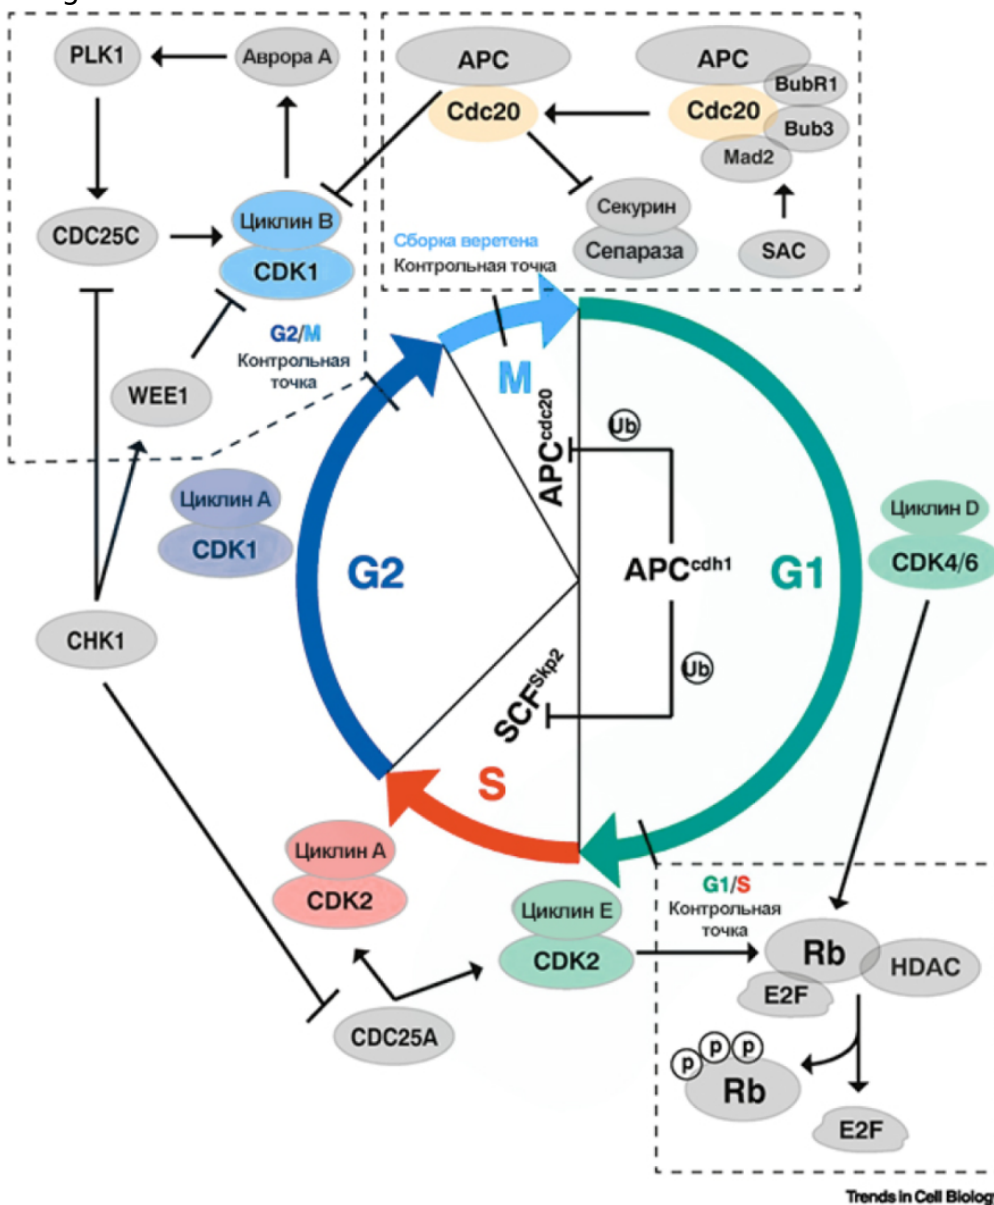 PLK1
Аврора А
CDC25C
Циклин В
CDK1
G2/M
Контрольная
точка
WEE1
APC
Cdc20
APC
Cdc20
BubR1
Bub3
Mad2
SAC
Секурин
Сепараза
Сборка веретена
Контрольная точка
Циклин А
CDK1
CHK1
M
G2
G1
S
APCcdc20
Ub
APCcdh1
Ub
SCFSkp2
Циклин D
CDK4/6
Циклин А
CDK2
Циклин Е
CDK2
CDC25A
G1/S
Контрольная
точка
Rb
HDAC
E2F
P P P
Rb
E2F
Trends in Cell Biology